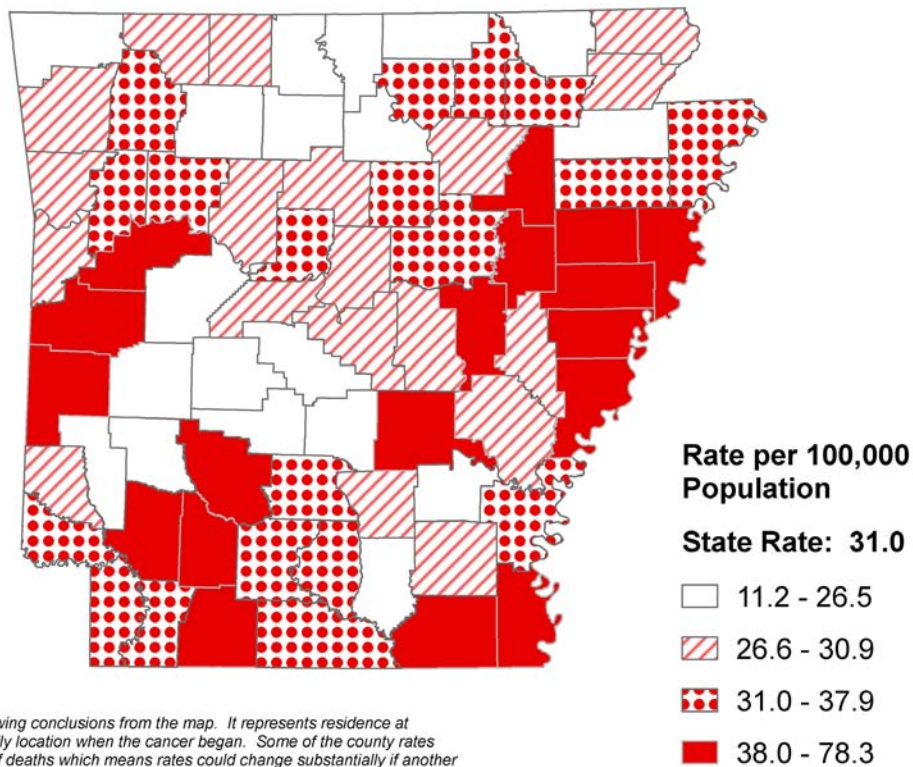 Rate per 100,000
Population
State Rate: 31.0
11.2 - 26.5
26.6 - 30.9
31.0 - 37.9
38.0 - 78.3
wing conclusions from the map. It represents residence at
ly location when the cancer began. Some of the county rates
f deaths which means rates could change substantially if another